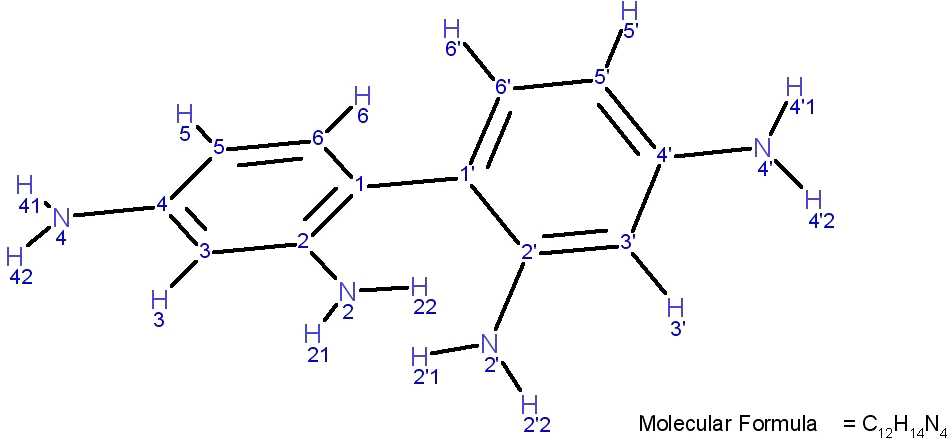 H 5'
H 6'
6' 5'
H 4'1
H 6
H 5
5 6
4' N 4'
1 1'
H 41
4
N 4
H 4'2
H 42
3 2
2' 3'
H 3
N 2
H 22
H 3'
H 21
N 2'
H 2'1
H 2'2
Molecular Formula = C12H14N4